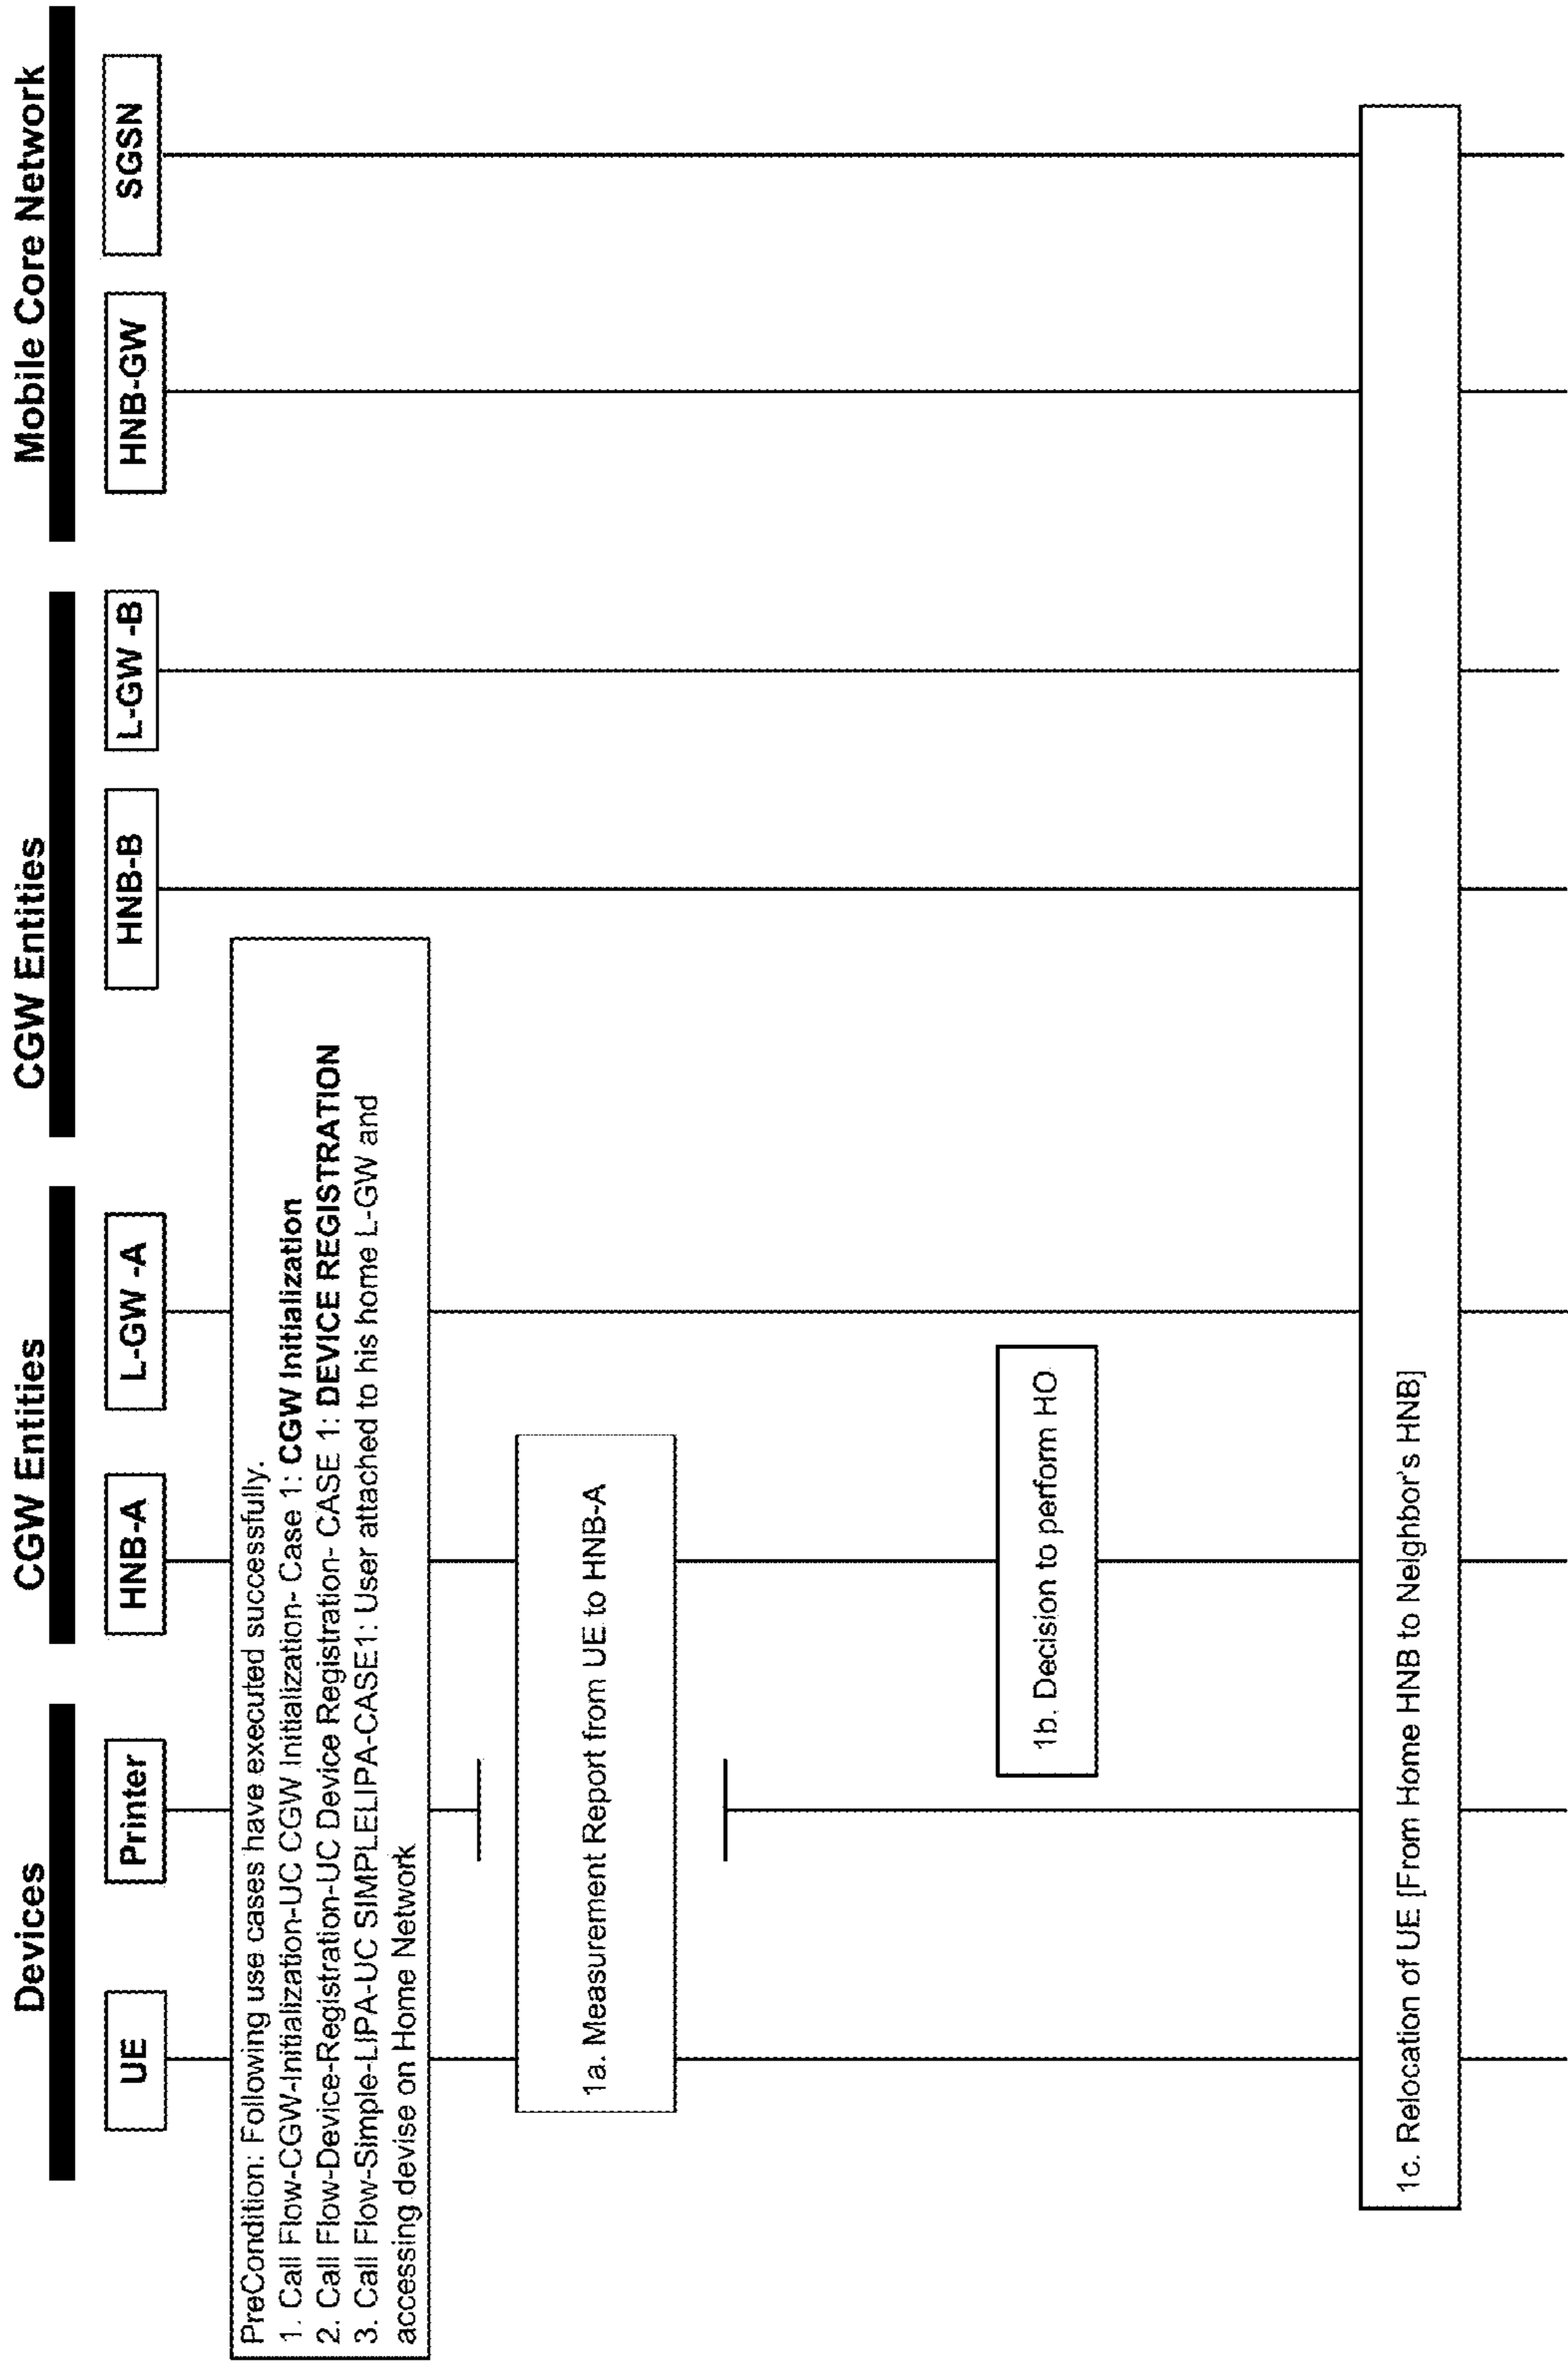 Devices
CGW Entities
CGW Entities
Mobile Core Network
UE
Printer
HNB-A
L-GW -A
HNB-B
L-GW -B
HNB-GW
SGSN
PreCondition: Following use cases have executed successfully.
1. Call Flow-CGW-Initialization-UC CGW Initialization- Case 1: CGW Initialization
2. Call Flow-Device-Registration-UC Device Registration- CASE 1: DEVICE REGISTRATION
3. Call Flow-Simple-LIPA-UC SIMPLELIPA-CASE1: User attached to his home L-GW and
accessing devise on Home Network
1a. Measurement Report from UE to HNB-A
1b. Decision to perform HO
1c. Relocation of UE [From Home HNB to Neighbor's HNB]